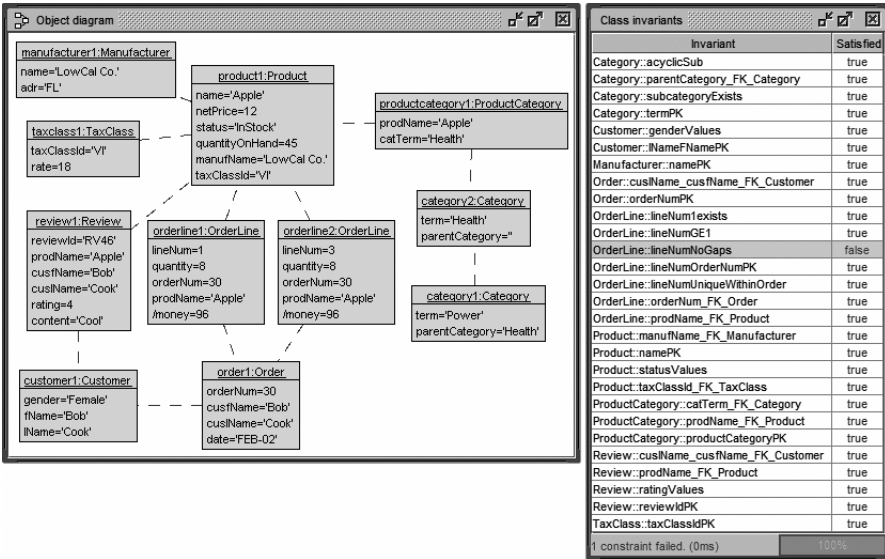 Object diagram
manufacturer1:Manufacturer
name='LowCal Co.'
adr='FL'
product1:Product
name='Apple'
netPrice=12
status='InStock'
quantityOnHand=45
manufName='LowCal Co.'
taxClassId='VI'
productcategory1:ProductCategory
prodName='Apple'
catTerm='Health'
taxclass1:TaxClass
taxClassId='VI'
rate=18
category2:Category
term='Health'
parentCategory=''
review1:Review
reviewId='RV46'
prodName='Apple'
cusfName='Bob'
cuslName='Cook'
rating=4
content='Cool'
orderline1:OrderLine
lineNum=1
quantity=8
orderNum=30
prodName='Apple'
/money=96
orderline2:OrderLine
lineNum=3
quantity=8
orderNum=30
prodName='Apple'
/money=96
category1:Category
term='Power'
parentCategory='Health'
customer1:Customer
gender='Female'
fName='Bob'
lName='Cook'
order1:Order
orderNum=30
cusfName='Bob'
cuslName='Cook'
date='FEB-02'
Class invariants
Invariant Satisfied
Category::acyclicSub true
Category::parentCategory_FK_Category true
Category::subcategoryExists true
Category::termPK true
Customer::genderValues true
Customer::lNameFNamePK true
Manufacturer::namePK true
Order::cuslName_cusfName_FK_Customer true
Order::orderNumPK true
OrderLine::lineNum1exists true
OrderLine::lineNumGE1 true
OrderLine::lineNumNoGaps false
OrderLine::lineNumOrderNumPK true
OrderLine::lineNumUniqueWithinOrder true
OrderLine::orderNum_FK_Order true
OrderLine::prodName_FK_Product true
Product::manufName_FK_Manufacturer true
Product::namePK true
Product::statusValues true
Product::taxClassId_FK_TaxClass true
ProductCategory::catTerm_FK_Category true
ProductCategory::prodName_FK_Product true
ProductCategory::productCategoryPK true
Review::cuslName_cusfName_FK_Customer true
Review::prodName_FK_Product true
Review::ratingValues true
Review::reviewIdPK true
TaxClass::taxClassIdPK true
1 constraint failed. (0ms) 100%